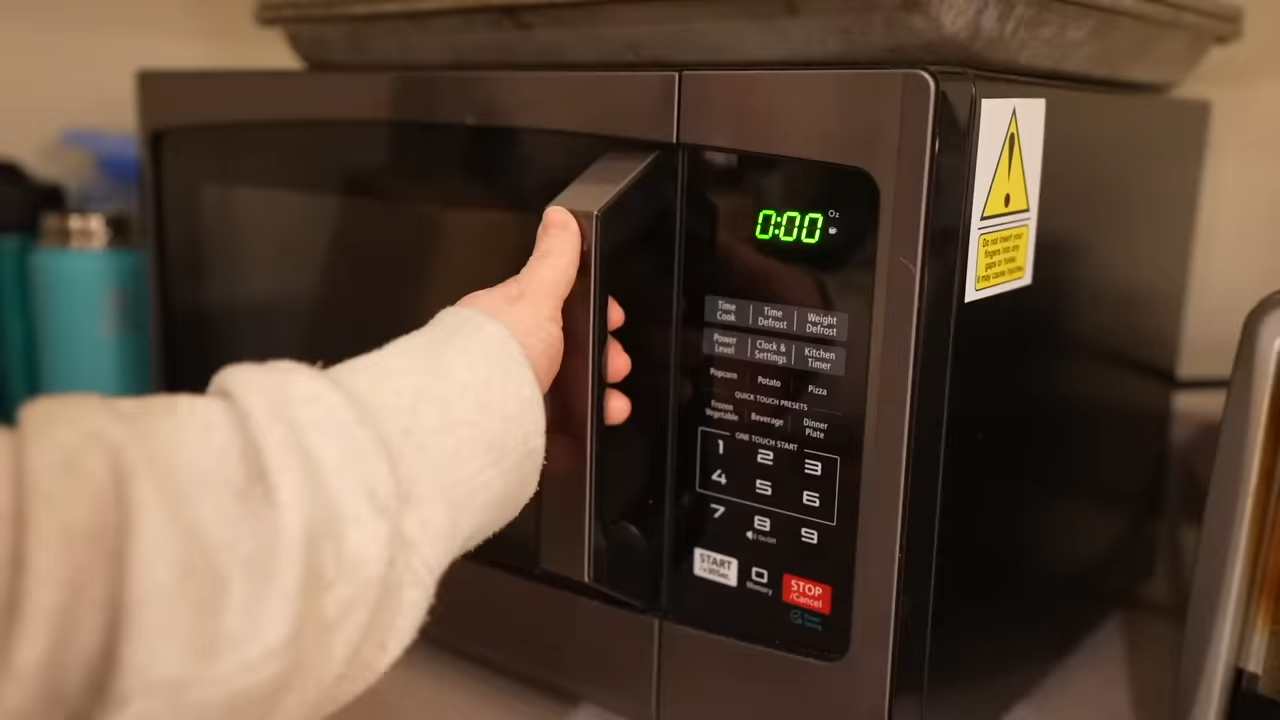 0:00
Oz
Time Cook
Time Defrost
Weight Defrost
Power Level
Clock & Settings
Kitchen Timer
Popcorn
Potato
Pizza
QUICK TOUCH PRESETS
Frozen Vegetable
Beverage
Dinner Plate
ONE TOUCH START
1 2 3
4 5 6
7 8 9
On/Off
START
/+30Sec.
0
Memory
STOP
/Cancel
!
Do not insert your
fingers into any
gaps or holes.
it may cause injuries.